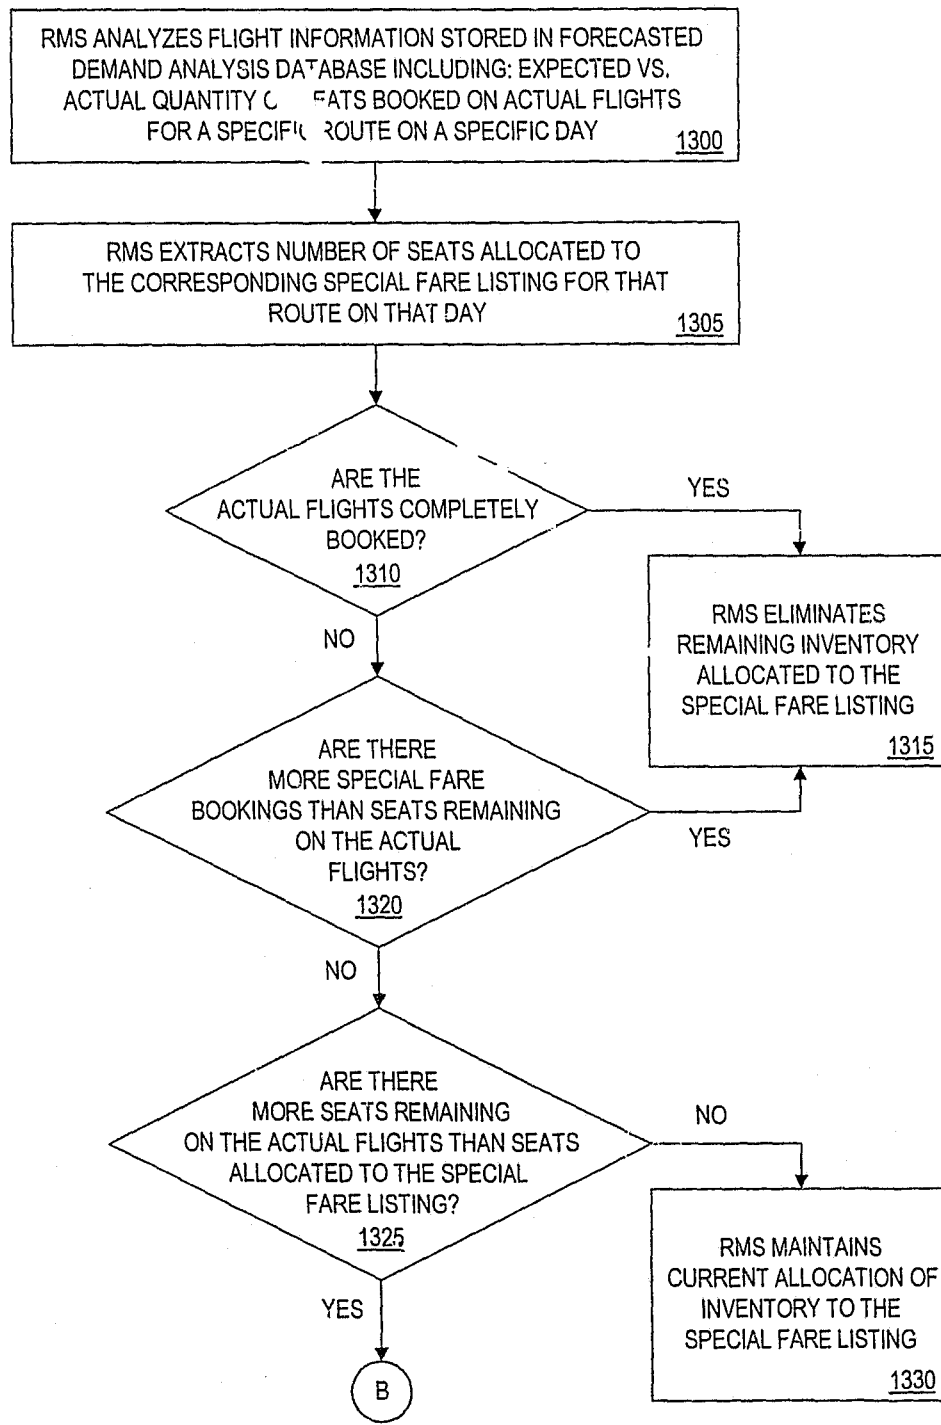 RMS ANALYZES FLIGHT INFORMATION STORED IN FORECASTED
DEMAND ANALYSIS DATABASE INCLUDING: EXPECTED VS.
ACTUAL QUANTITY BOOKED ON ACTUAL FLIGHTS
FOR A ROUTE ON A SPECIFIC DAY
1300
RMS EXTRACTS NUMBER OF SEATS ALLOCATED TO
THE CORRESPONDING SPECIAL FARE LISTING FOR THAT
ROUTE ON THAT DAY
1305
ARE THE
ACTUAL FLIGHTS COMPLETELY
BOOKED?
1310
YES
NO
RMS ELIMINATES
REMAINING INVENTORY
ALLOCATED TO THE
SPECIAL FARE LISTING
1315
ARE THERE
MORE SPECIAL FARE
BOOKINGS THAN SEATS REMAINING
ON THE ACTUAL
FLIGHTS?
1320
YES
NO
ARE THERE
MORE SEATS REMAINING
ON THE ACTUAL FLIGHTS THAN SEATS
ALLOCATED TO THE SPECIAL
FARE LISTING?
1325
NO
YES
RMS MAINTAINS
CURRENT ALLOCATION OF
INVENTORY TO THE
SPECIAL FARE LISTING
1330
B